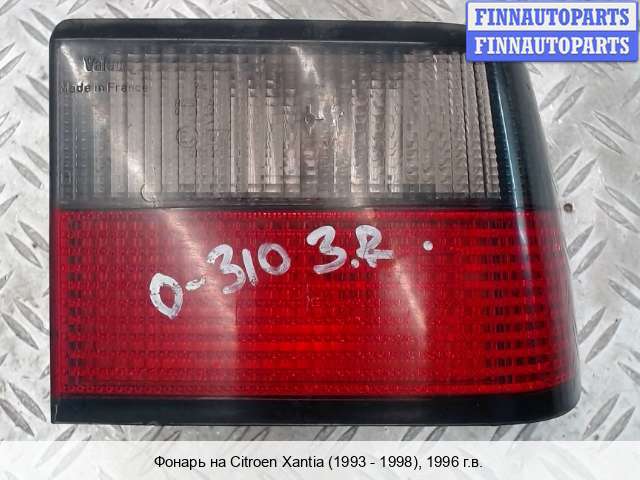 FINNAUTOPARTS
FINNAUTOPARTS
Valeo
Made in France
0-310 3.R.
Фонарь на Citroen Xantia (1993 - 1998), 1996 г.в.